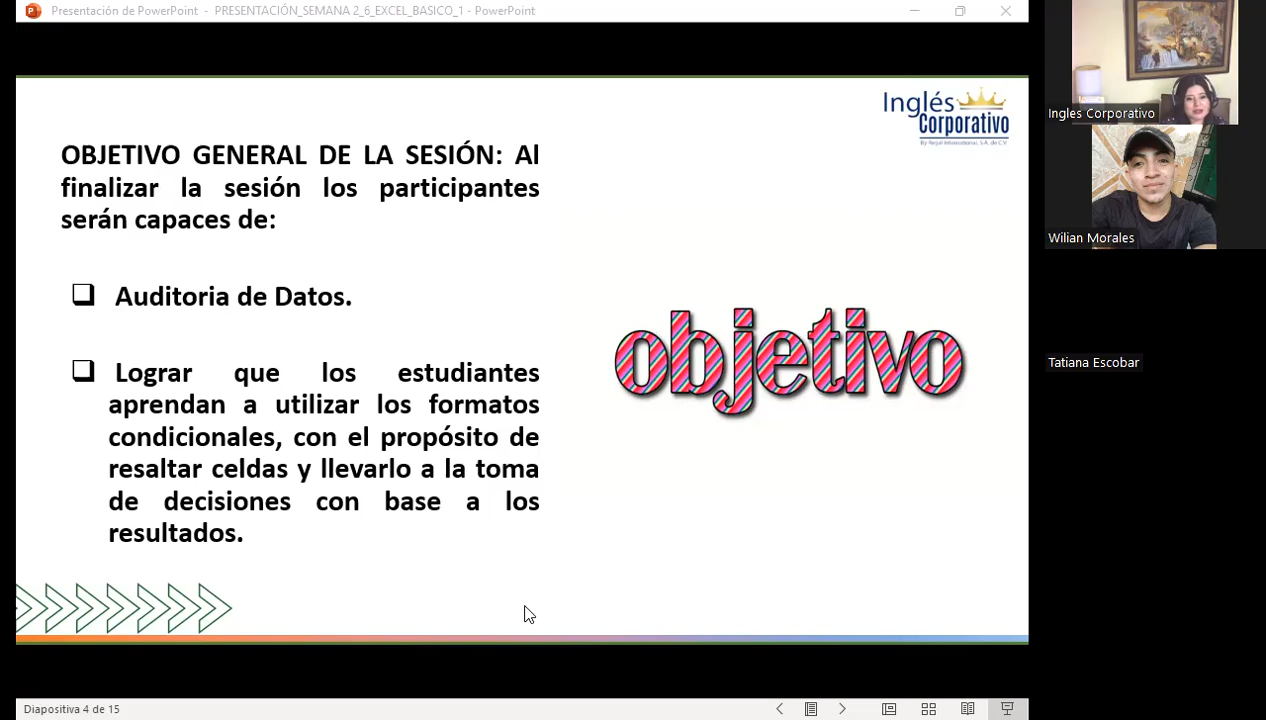 Presentación de PowerPoint - PRESENTACIÓN_SEMANA 2_6_EXCEL_BASICO_1 - PowerPoint
Inglés
Corporativo
By Regal International, S.A. de C.V.
OBJETIVO GENERAL DE LA SESIÓN: Al
finalizar la sesión los participantes
serán capaces de:
Auditoria de Datos.
Lograr que los estudiantes
aprendan a utilizar los formatos
condicionales, con el propósito de
resaltar celdas y llevarlo a la toma
de decisiones con base a los
resultados.
objetivo
Ingles Corporativo
Wilian Morales
Tatiana Escobar
Diapositiva 4 de 15